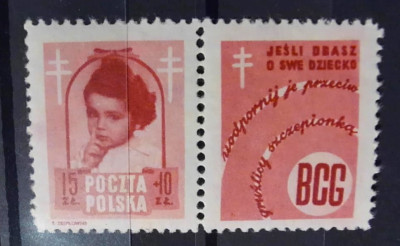 15 zł.
POCZTA
POLSKA
+10 zł.
JEŚLI DBASZ
O SWE DZIECKO
uodpornij je przeciw
gruźlicy szczepionką
BCG